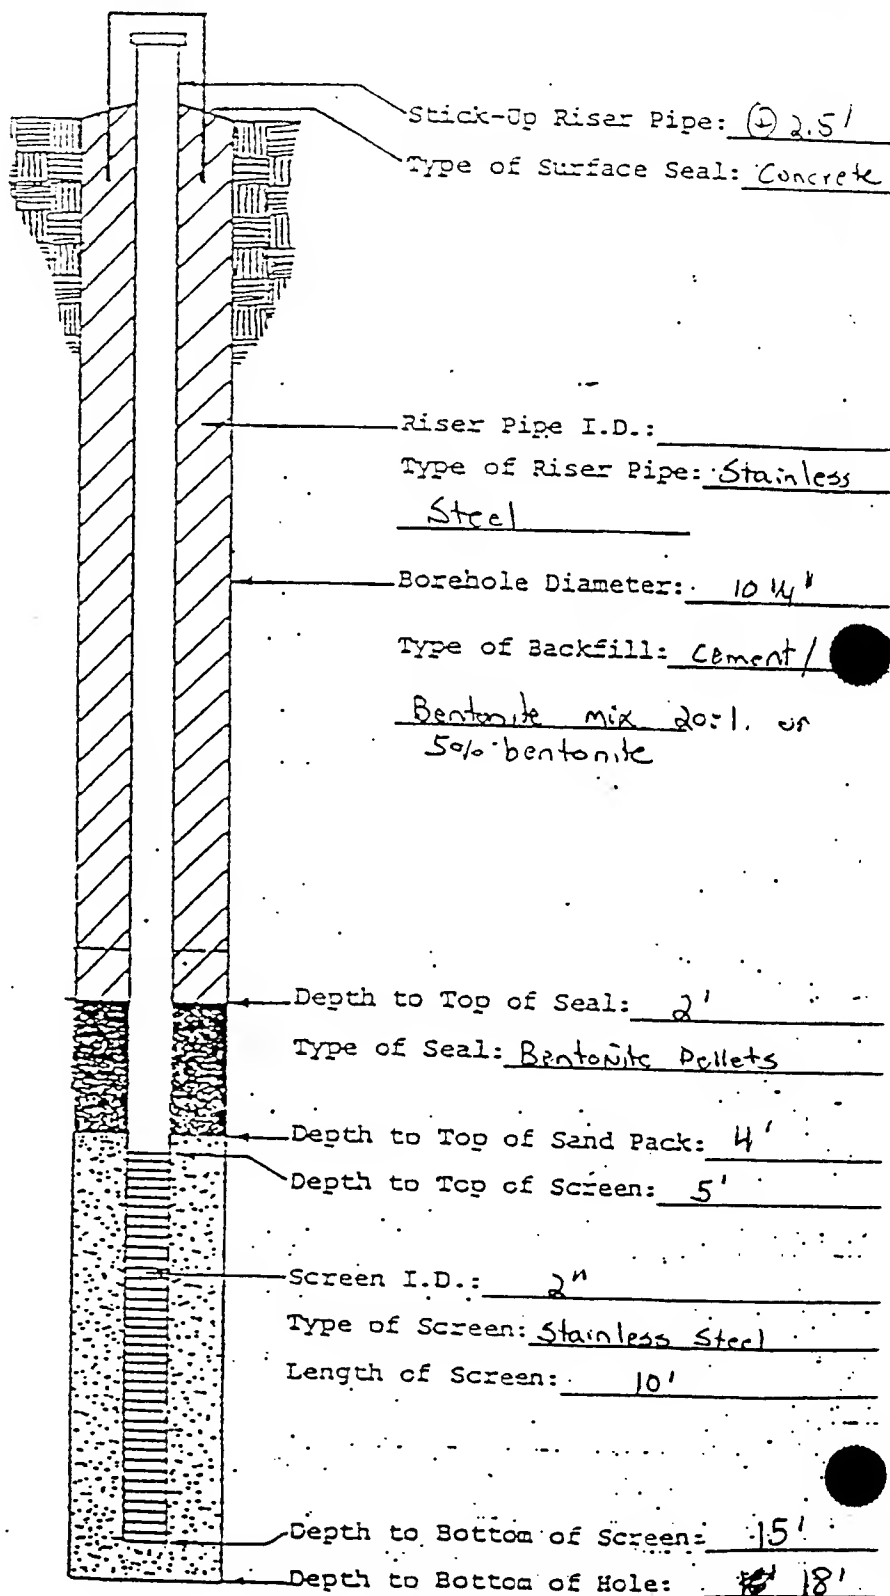 Stick-Up Riser Pipe: ⊕ 2.5'
Type of Surface Seal: Concrete
Riser Pipe I.D.:
Type of Riser Pipe: Stainless
Steel
Borehole Diameter: 10 1/4"
Type of Backfill: Cement/
Bentonite mix 20:1. or
5% bentonite
Depth to Top of Seal: 2'
Type of Seal: Bentonite Pellets
Depth to Top of Sand Pack: 4'
Depth to Top of Screen: 5'
Screen I.D.: 2"
Type of Screen: Stainless Steel
Length of Screen: 10'
Depth to Bottom of Screen: 15'
Depth to Bottom of Hole: 18'